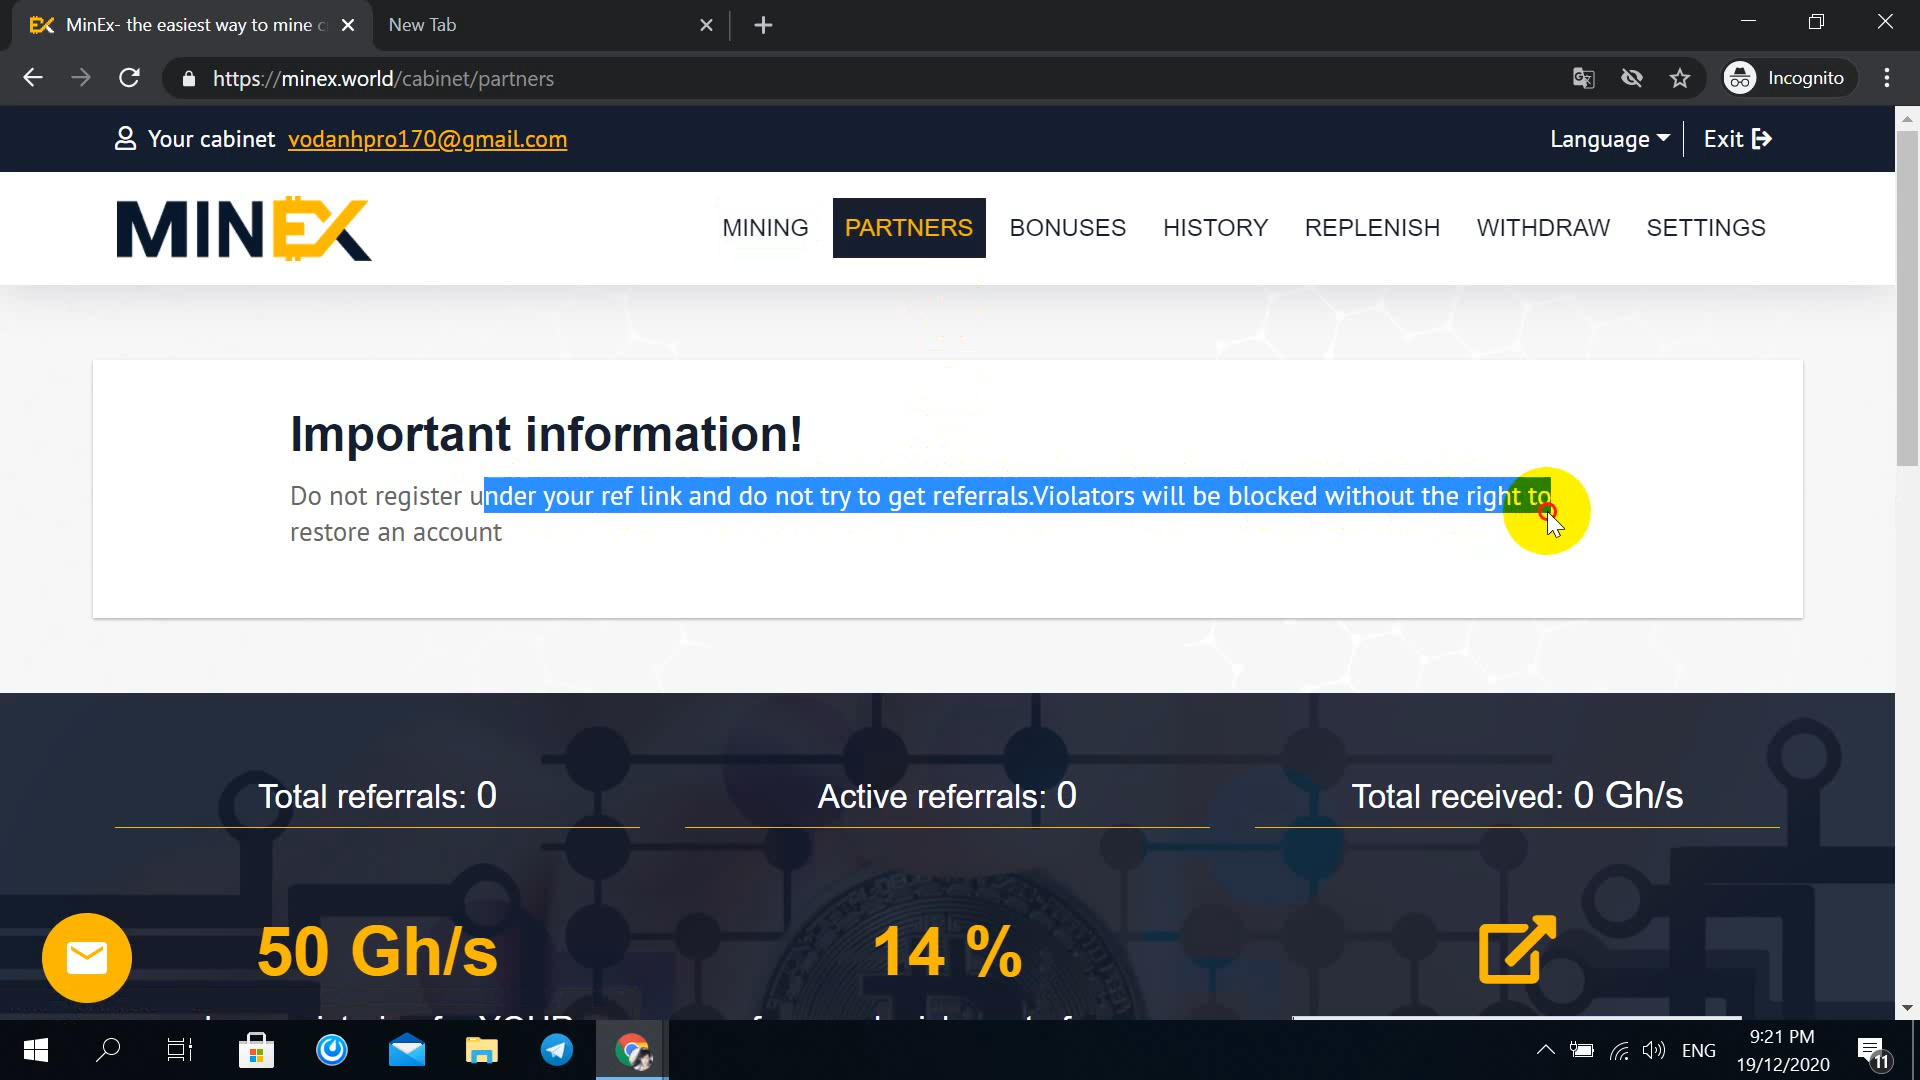 MinEx- the easiest way to mine c
New Tab
https://minex.world/cabinet/partners
Incognito
Your cabinet vodanhpro170@gmail.com
Language
Exit
MINEX
MINING
PARTNERS
BONUSES
HISTORY
REPLENISH
WITHDRAW
SETTINGS
Important information!
Do not register under your ref link and do not try to get referrals.Violators will be blocked without the right to
restore an account
Total referrals: 0
Active referrals: 0
Total received: 0 Gh/s
50 Gh/s
14 %
ENG
9:21 PM
19/12/2020
11